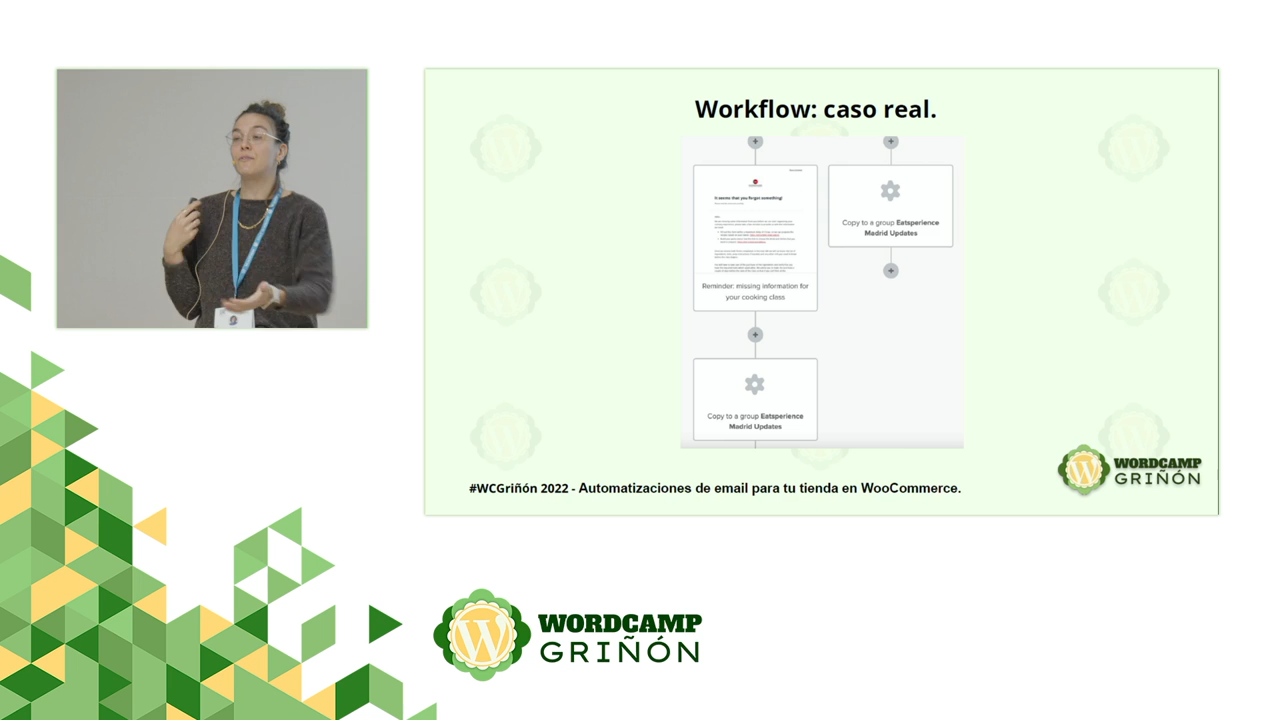 Workflow: caso real.
It seems that you forgot something!
Reminder: missing information for
your cooking class
Copy to a group Eatsperience
Madrid Updates
Copy to a group Eatsperience
Madrid Updates
#WCGriñón 2022 - Automatizaciones de email para tu tienda en WooCommerce.
WORDCAMP
GRIÑÓN
WORDCAMP
GRIÑÓN